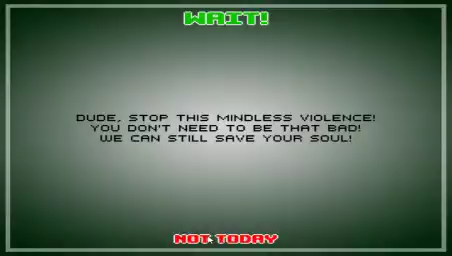 WAIT!
DUDE, STOP THIS MINDLESS VIOLENCE!
YOU DON'T NEED TO BE THAT BAD!
WE CAN STILL SAVE YOUR SOUL!
NOT TODAY